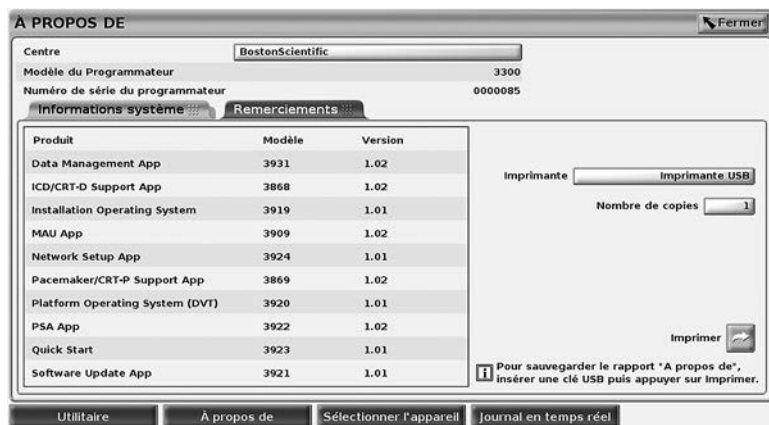 À PROPOS DE
Fermer
Centre BostonScientific
Modèle du Programmateur 3300
Numéro de série du programmateur 0000085
Informations système Remerciements
Produit Modèle Version
Data Management App 3931 1.02
ICD/CRT-D Support App 3868 1.02
Installation Operating System 3919 1.01
MAU App 3909 1.02
Network Setup App 3924 1.01
Pacemaker/CRT-P Support App 3869 1.02
Platform Operating System (DVT) 3920 1.01
PSA App 3922 1.02
Quick Start 3923 1.01
Software Update App 3921 1.01
Imprimante Imprimante USB
Nombre de copies 1
Imprimer
Pour sauvegarder le rapport "A propos de",
insérer une clé USB puis appuyer sur Imprimer.
Utilitaire À propos de Sélectionner l'appareil Journal en temps réel